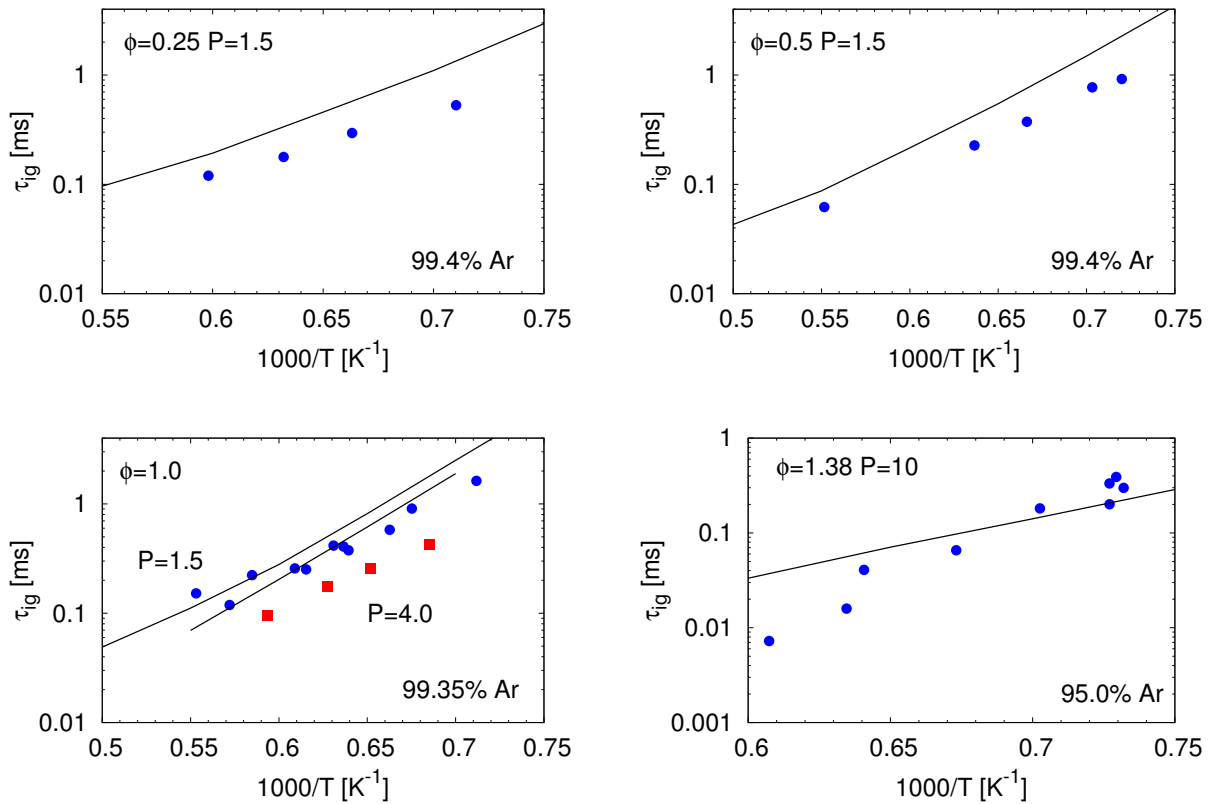 ϕ=0.25 P=1.5
1
0.1
0.01
τig [ms]
99.4% Ar
0.55 0.6 0.65 0.7 0.75
1000/T [K-1]
ϕ=0.5 P=1.5
1
0.1
0.01
τig [ms]
99.4% Ar
0.5 0.55 0.6 0.65 0.7 0.75
1000/T [K-1]
ϕ=1.0
1
0.1
0.01
τig [ms]
P=1.5
P=4.0
99.35% Ar
0.5 0.55 0.6 0.65 0.7 0.75
1000/T [K-1]
ϕ=1.38 P=10
1
0.1
0.01
0.001
τig [ms]
95.0% Ar
0.6 0.65 0.7 0.75
1000/T [K-1]